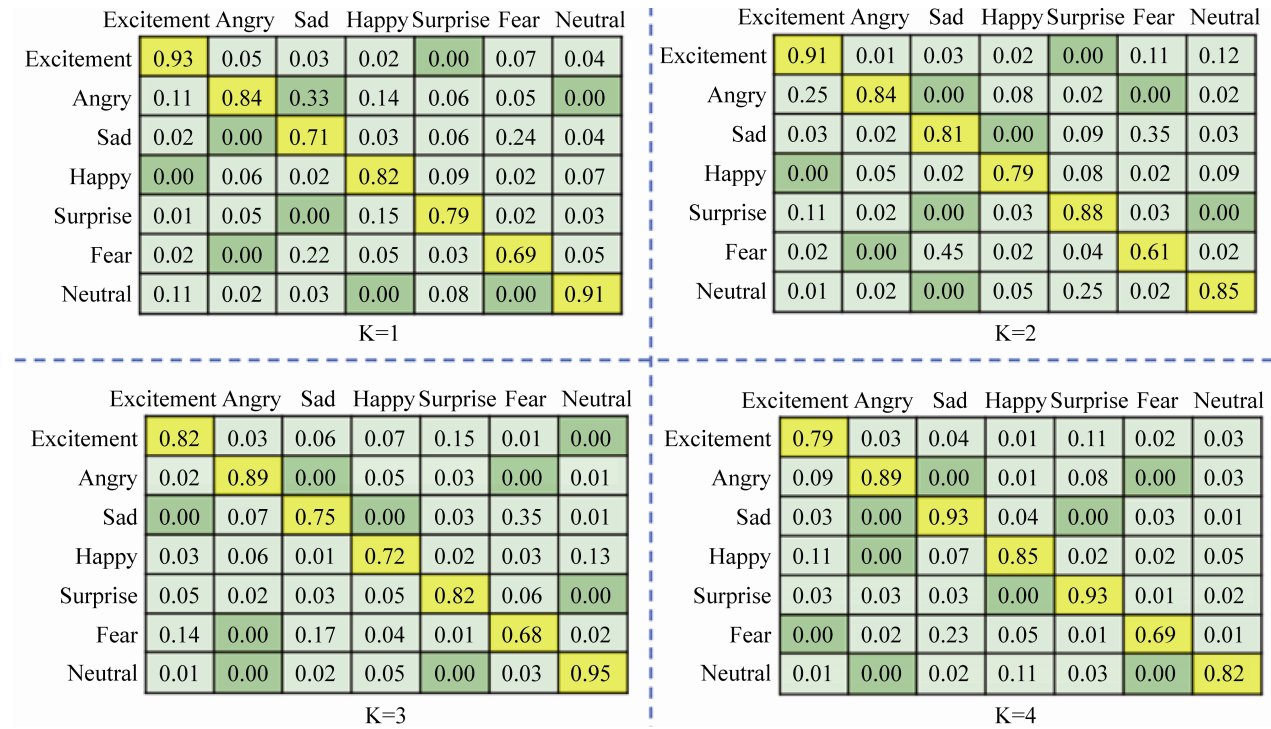 Excitement Angry Sad Happy Surprise Fear Neutral
Excitement 0.93 0.05 0.03 0.02 0.00 0.07 0.04
Angry 0.11 0.84 0.33 0.14 0.06 0.05 0.00
Sad 0.02 0.00 0.71 0.03 0.06 0.24 0.04
Happy 0.00 0.06 0.02 0.82 0.09 0.02 0.07
Surprise 0.01 0.05 0.00 0.15 0.79 0.02 0.03
Fear 0.02 0.00 0.22 0.05 0.03 0.69 0.05
Neutral 0.11 0.02 0.03 0.00 0.08 0.00 0.91
K=1
Excitement Angry Sad Happy Surprise Fear Neutral
Excitement 0.91 0.01 0.03 0.02 0.00 0.11 0.12
Angry 0.25 0.84 0.00 0.08 0.02 0.00 0.02
Sad 0.03 0.02 0.81 0.00 0.09 0.35 0.03
Happy 0.00 0.05 0.02 0.79 0.08 0.02 0.09
Surprise 0.11 0.02 0.00 0.03 0.88 0.03 0.00
Fear 0.02 0.00 0.45 0.02 0.04 0.61 0.02
Neutral 0.01 0.02 0.00 0.05 0.25 0.02 0.85
K=2
Excitement Angry Sad Happy Surprise Fear Neutral
Excitement 0.82 0.03 0.06 0.07 0.15 0.01 0.00
Angry 0.02 0.89 0.00 0.05 0.03 0.00 0.01
Sad 0.00 0.07 0.75 0.00 0.03 0.35 0.01
Happy 0.03 0.06 0.01 0.72 0.02 0.03 0.13
Surprise 0.05 0.02 0.03 0.05 0.82 0.06 0.00
Fear 0.14 0.00 0.17 0.04 0.01 0.68 0.02
Neutral 0.01 0.00 0.02 0.05 0.00 0.03 0.95
K=3
Excitement Angry Sad Happy Surprise Fear Neutral
Excitement 0.79 0.03 0.04 0.01 0.11 0.02 0.03
Angry 0.09 0.89 0.00 0.01 0.08 0.00 0.03
Sad 0.03 0.00 0.93 0.04 0.00 0.03 0.01
Happy 0.11 0.00 0.07 0.85 0.02 0.02 0.05
Surprise 0.03 0.03 0.03 0.00 0.93 0.01 0.02
Fear 0.00 0.02 0.23 0.05 0.01 0.69 0.01
Neutral 0.01 0.00 0.02 0.11 0.03 0.00 0.82
K=4